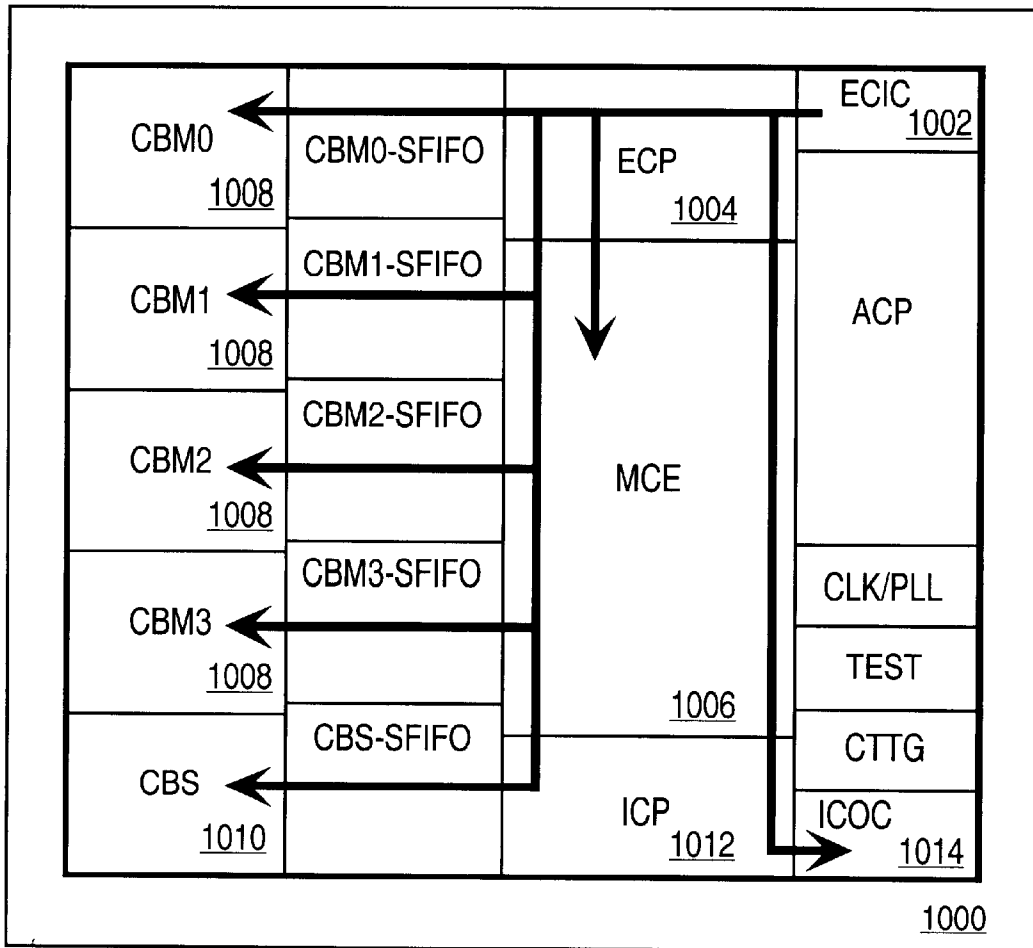 CBM0
1008
CBM1
1008
CBM2
1008
CBM3
1008
CBS
1010
CBM0-SFIFO
CBM1-SFIFO
CBM2-SFIFO
CBM3-SFIFO
CBS-SFIFO
ECP
1004
MCE
1006
ICP
1012
ECIC
1002
ACP
CLK/PLL
TEST
CTTG
ICOC
1014
1000